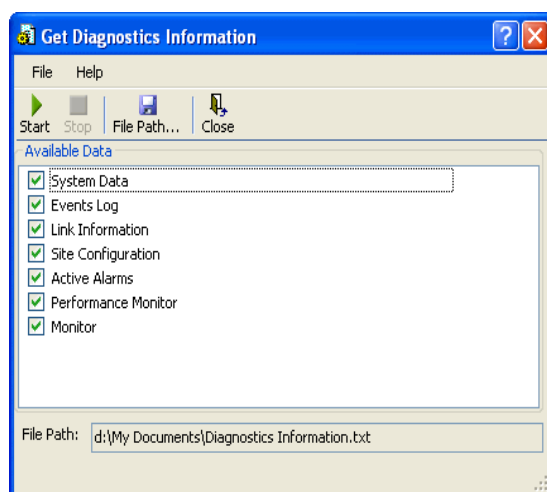 Get Diagnostics Information
File Help
Start Stop File Path... Close
Available Data
System Data
Events Log
Link Information
Site Configuration
Active Alarms
Performance Monitor
Monitor
File Path: d:\My Documents\Diagnostics Information.txt